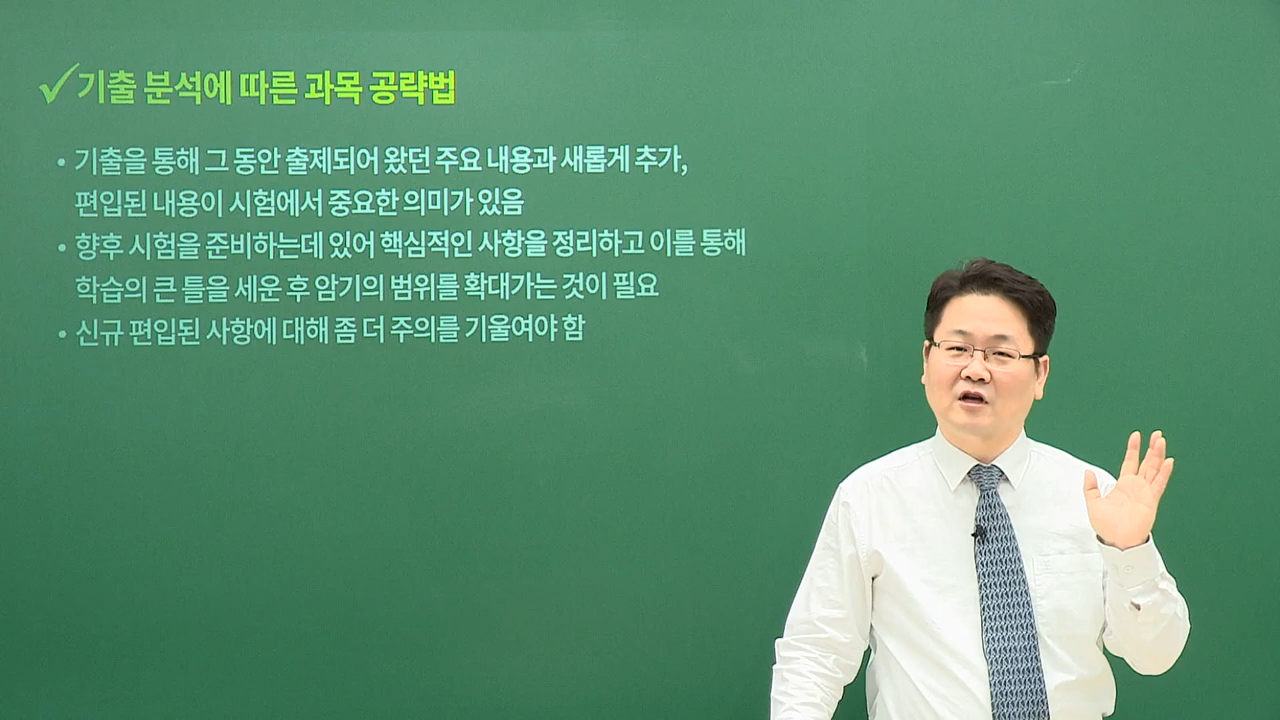 기출 분석에 따른 과목 공략법
• 기출을 통해 그 동안 출제되어 왔던 주요 내용과 새롭게 추가,
편입된 내용이 시험에서 중요한 의미가 있음
• 향후 시험을 준비하는데 있어 핵심적인 사항을 정리하고 이를 통해
학습의 큰 틀을 세운 후 암기의 범위를 확대가는 것이 필요
• 신규 편입된 사항에 대해 좀 더 주의를 기울여야 함